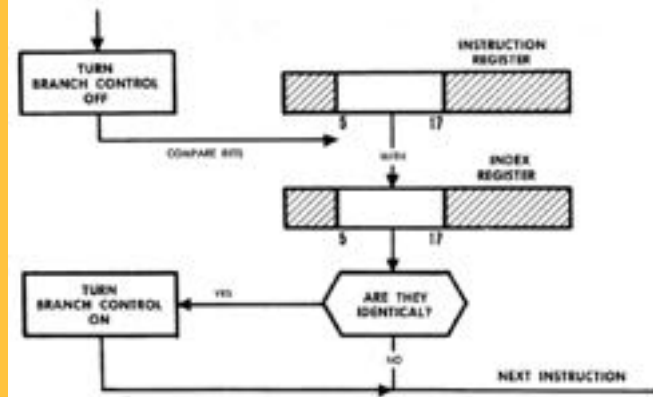 TURN
BRANCH CONTROL
OFF
INSTRUCTION
REGISTER
5 17
COMPARE BITS
WITH
INDEX
REGISTER
5 17
TURN
BRANCH CONTROL
ON
YES
ARE THEY
IDENTICAL?
NO
NEXT INSTRUCTION